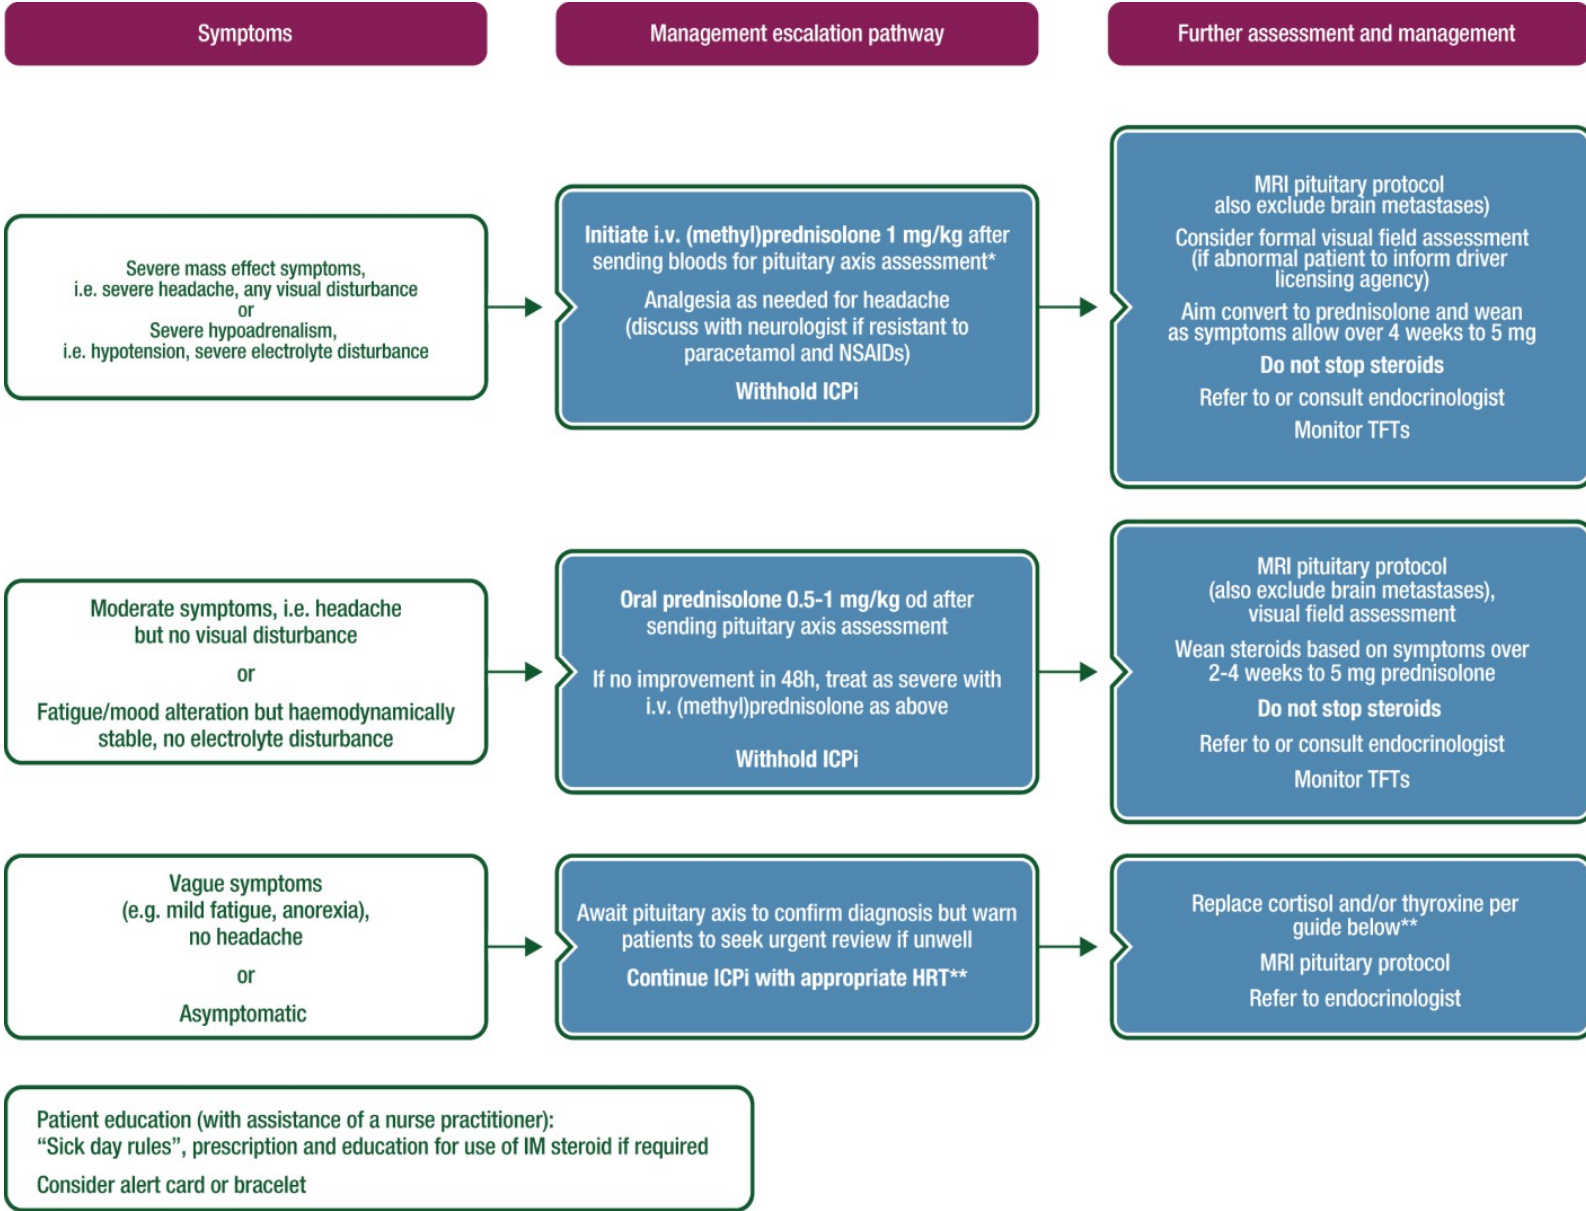 Symptoms
Management escalation pathway
Further assessment and management
Severe mass effect symptoms,
i.e. severe headache, any visual disturbance
or
Severe hypoadrenalism,
i.e. hypotension, severe electrolyte disturbance
Initiate i.v. (methyl)prednisolone 1 mg/kg after
sending bloods for pituitary axis assessment*
Analgesia as needed for headache
(discuss with neurologist if resistant to
paracetamol and NSAIDs)
Withhold ICPi
MRI pituitary protocol
also exclude brain metastases)
Consider formal visual field assessment
(if abnormal patient to inform driver
licensing agency)
Aim convert to prednisolone and wean
as symptoms allow over 4 weeks to 5 mg
Do not stop steroids
Refer to or consult endocrinologist
Monitor TFTs
Moderate symptoms, i.e. headache
but no visual disturbance
or
Fatigue/mood alteration but haemodynamically
stable, no electrolyte disturbance
Oral prednisolone 0.5-1 mg/kg od after
sending pituitary axis assessment
If no improvement in 48h, treat as severe with
i.v. (methyl)prednisolone as above
Withhold ICPi
MRI pituitary protocol
(also exclude brain metastases),
visual field assessment
Wean steroids based on symptoms over
2-4 weeks to 5 mg prednisolone
Do not stop steroids
Refer to or consult endocrinologist
Monitor TFTs
Vague symptoms
(e.g. mild fatigue, anorexia),
no headache
or
Asymptomatic
Await pituitary axis to confirm diagnosis but warn
patients to seek urgent review if unwell
Continue ICPi with appropriate HRT**
Replace cortisol and/or thyroxine per
guide below**
MRI pituitary protocol
Refer to endocrinologist
Patient education (with assistance of a nurse practitioner):
“Sick day rules”, prescription and education for use of IM steroid if required
Consider alert card or bracelet